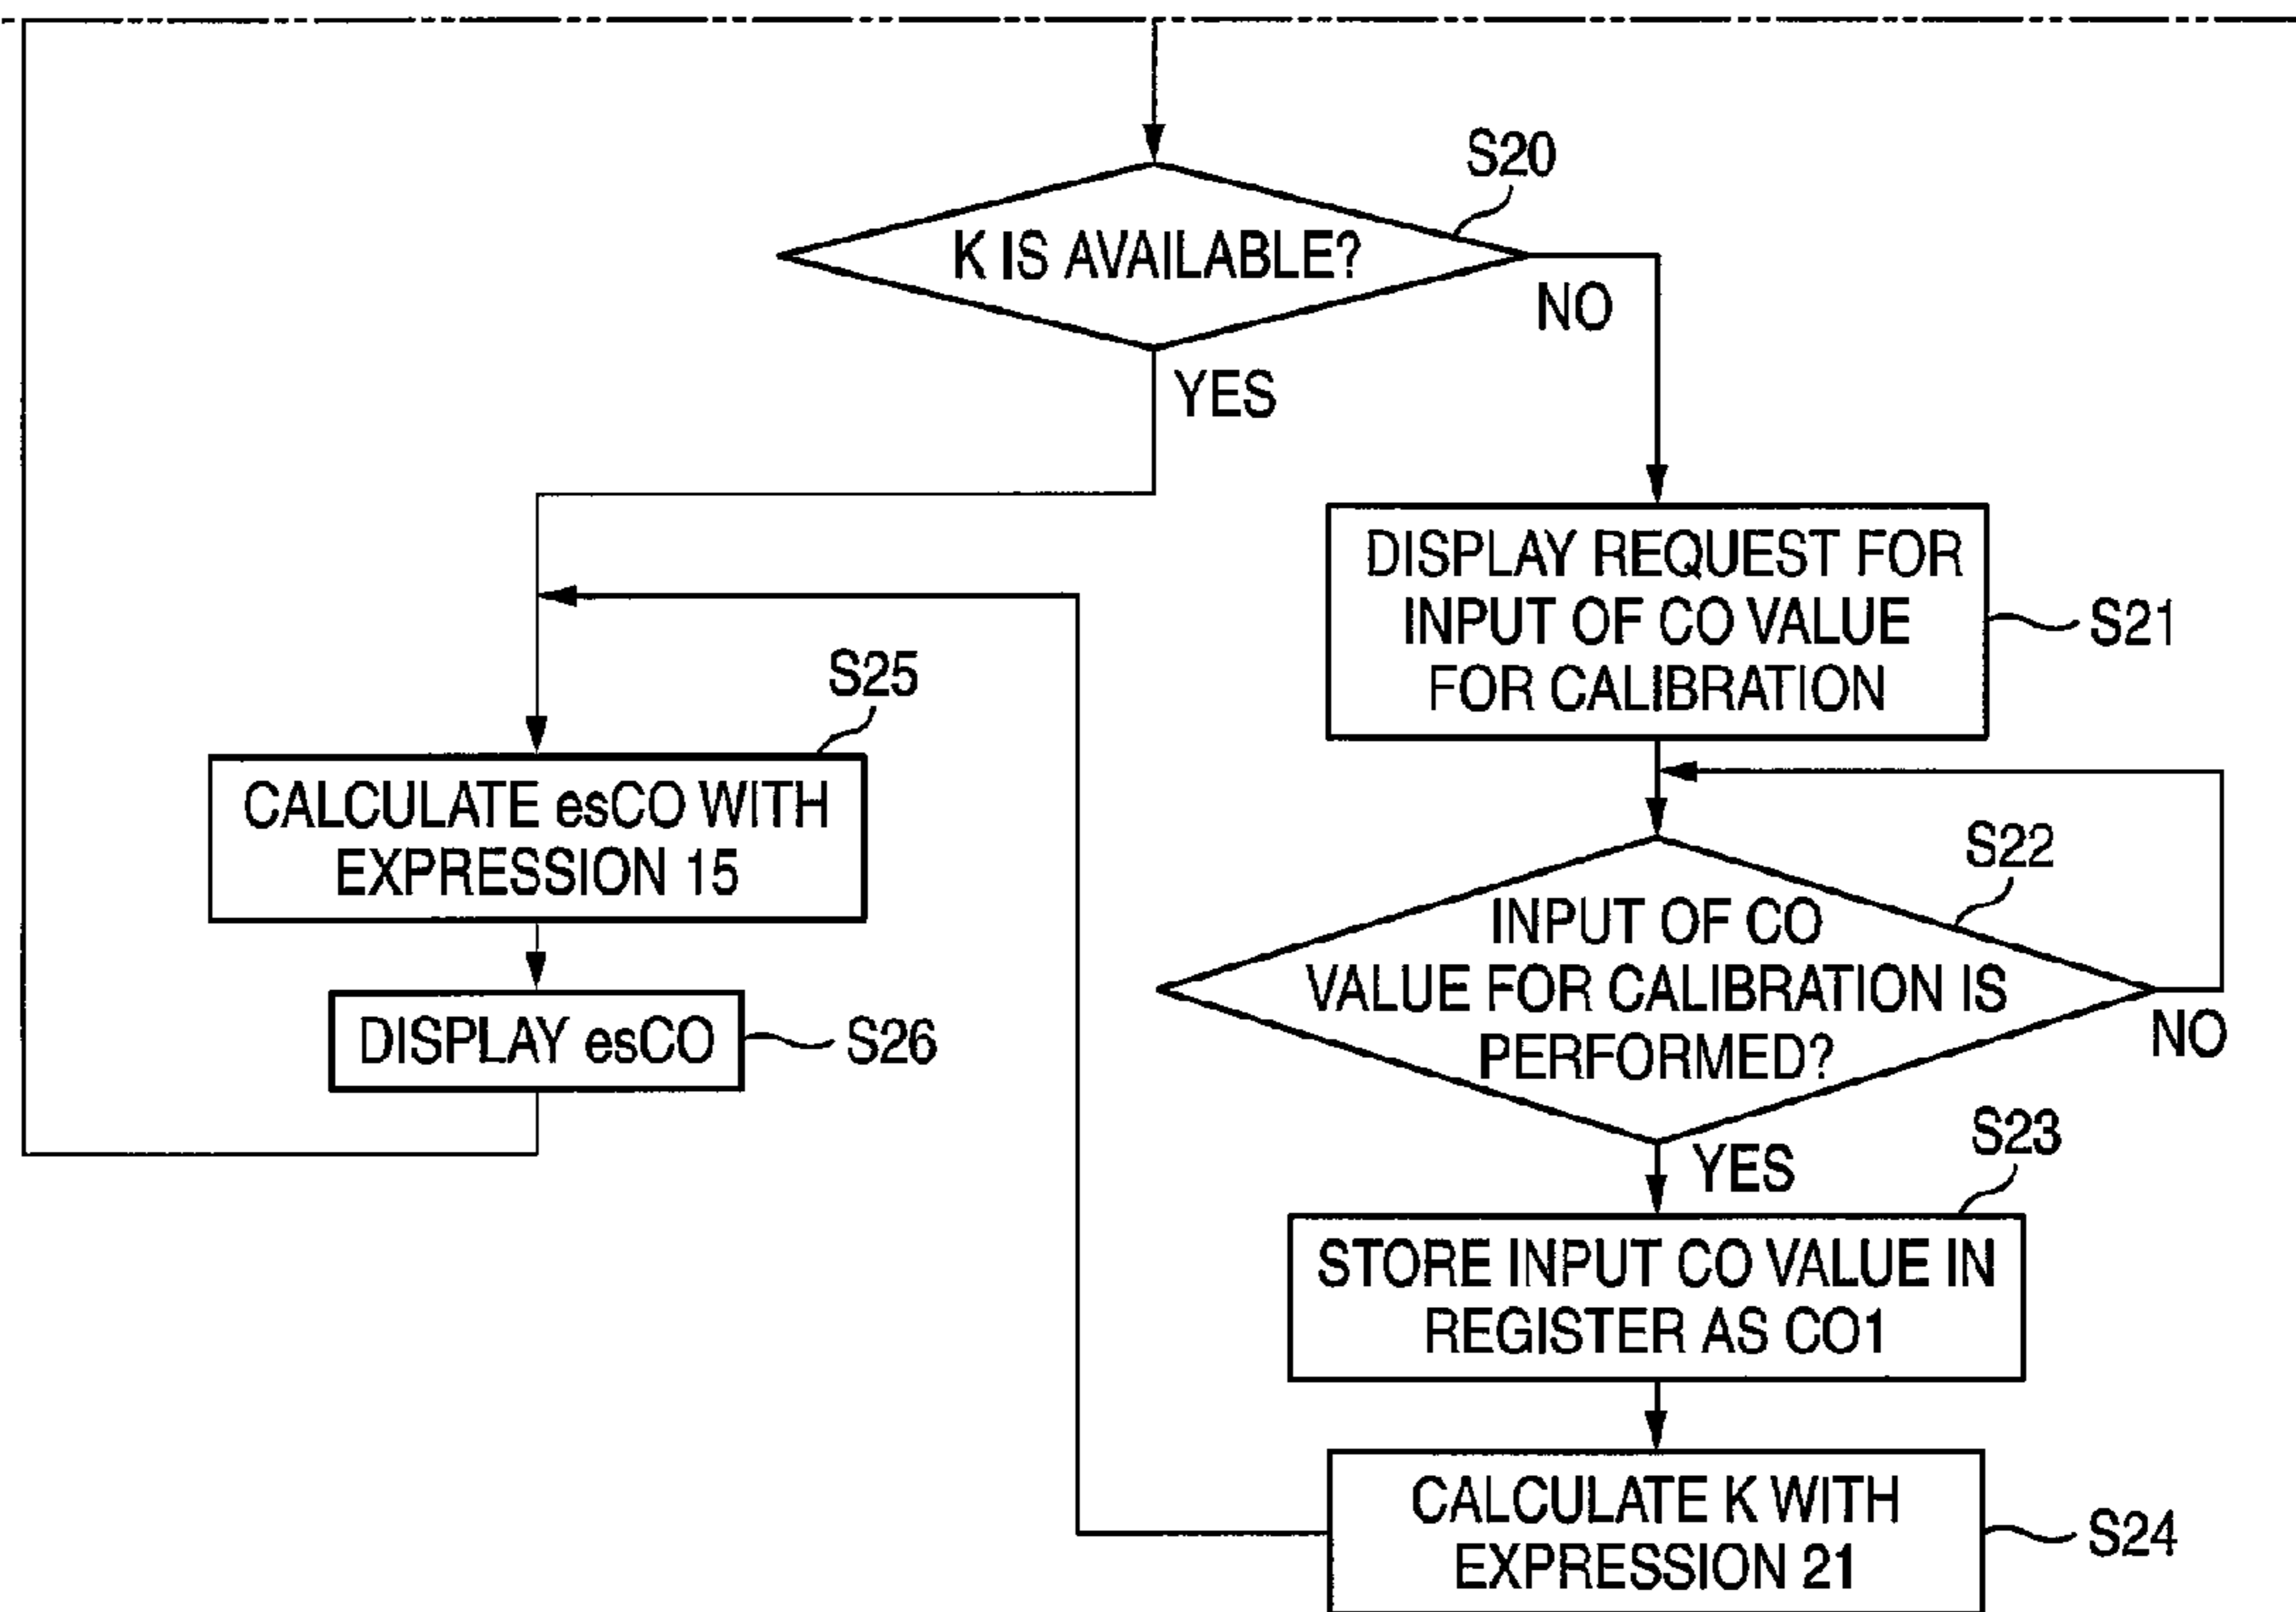 S20
K IS AVAILABLE?
NO
YES
DISPLAY REQUEST FOR
INPUT OF CO VALUE
FOR CALIBRATION
S21
S25
CALCULATE esCO WITH
EXPRESSION 15
S22
INPUT OF CO
VALUE FOR CALIBRATION IS
PERFORMED?
NO
DISPLAY esCO
S26
YES
S23
STORE INPUT CO VALUE IN
REGISTER AS CO1
CALCULATE K WITH
EXPRESSION 21
S24